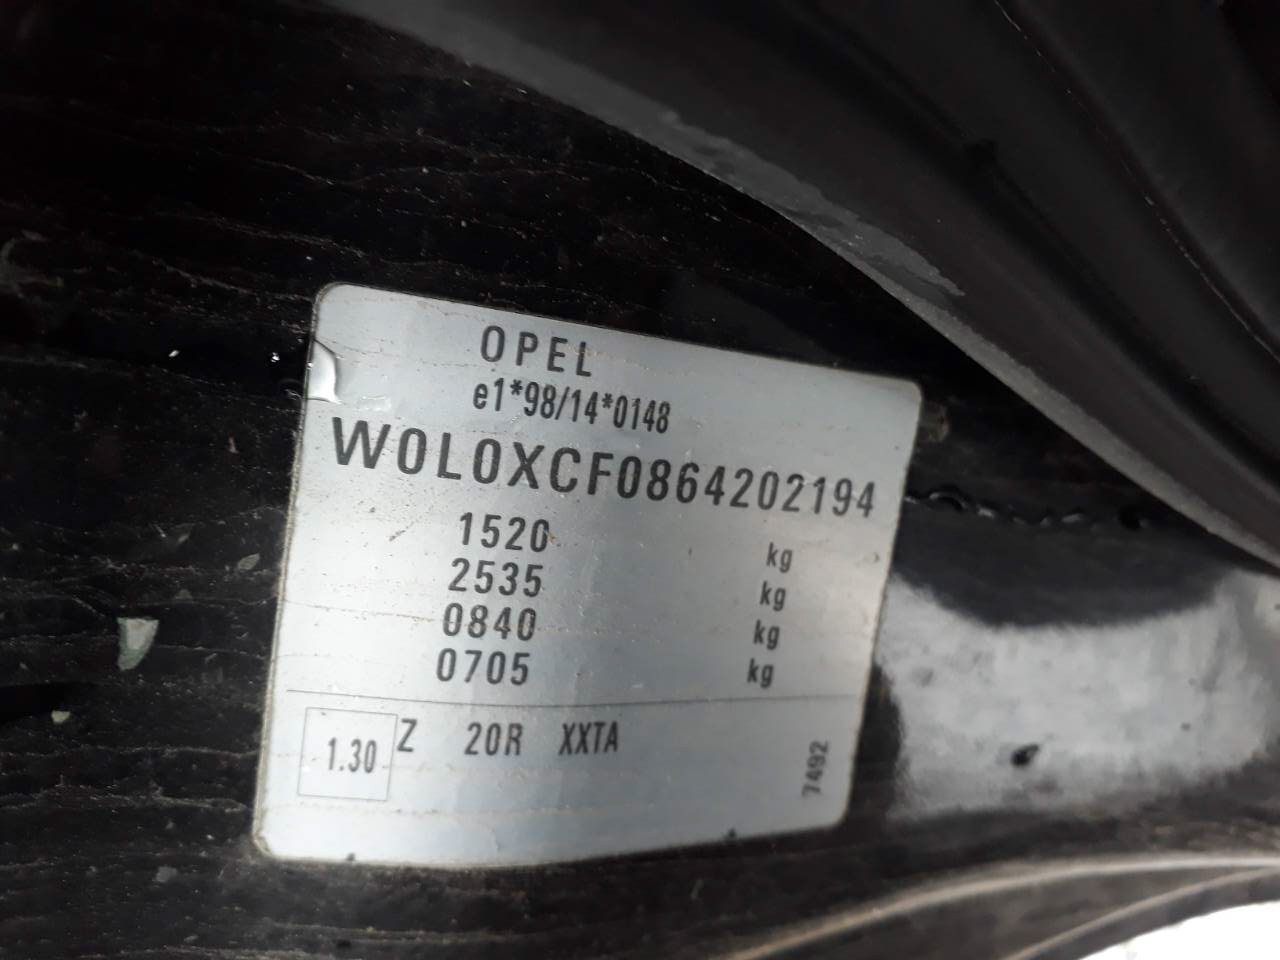 OPEL
e1*98/14*0148
W0L0XCF0864202194
1520 kg
2535 kg
0840 kg
0705 kg
1.30 Z 20R XXTA
7492